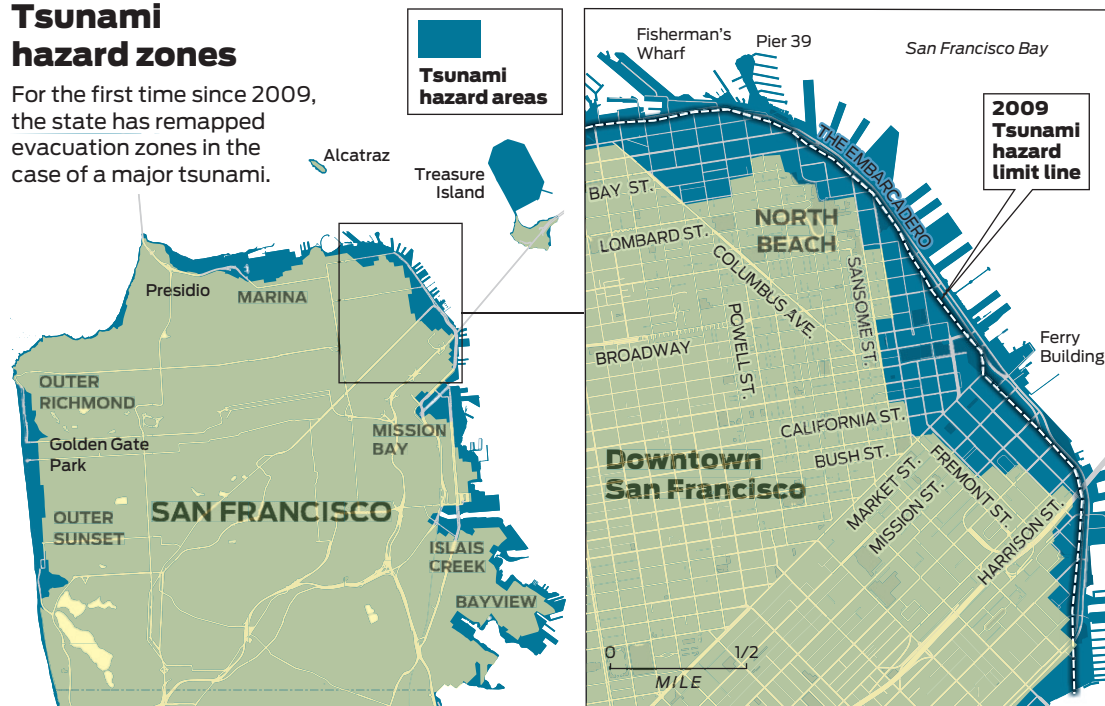 Tsunami
hazard zones
For the first time since 2009,
the state has remapped
evacuation zones in the
case of a major tsunami.
Tsunami
hazard areas
Alcatraz
Treasure
Island
Presidio
MARINA
OUTER
RICHMOND
Golden Gate
Park
MISSION
BAY
SAN FRANCISCO
OUTER
SUNSET
ISLAIS
CREEK
BAYVIEW
Fisherman's
Wharf
Pier 39
San Francisco Bay
2009
Tsunami
hazard
limit line
THE EMBARCADERO
BAY ST.
NORTH
BEACH
LOMBARD ST.
COLUMBUS AVE.
SANSOME ST.
POWELL ST.
BROADWAY
Ferry
Building
CALIFORNIA ST.
BUSH ST.
Downtown
San Francisco
MARKET ST.
MISSION ST.
FREMONT ST.
HARRISON ST.
0 1/2
MILE